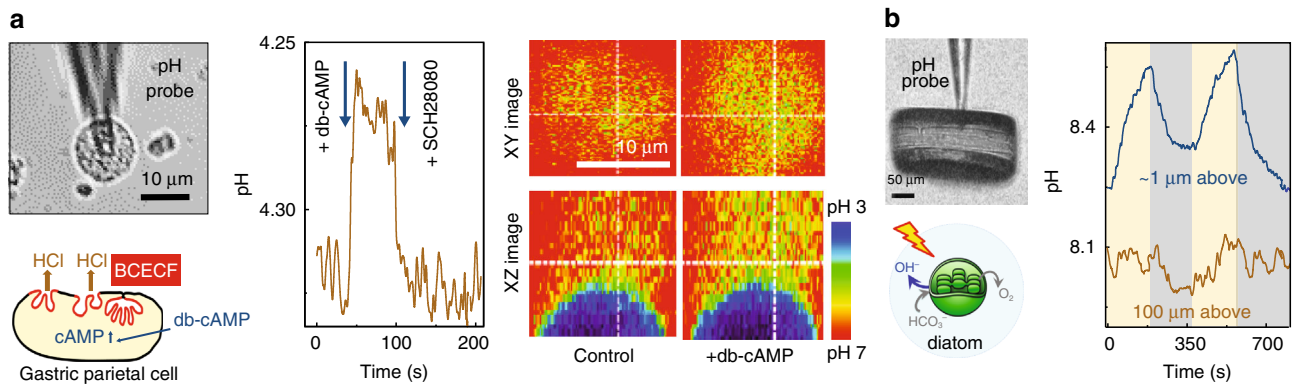 a
pH
probe
10 µm
HCl HCl BCECF
cAMP↑
db-cAMP
Gastric parietal cell
4.25
4.30
pH
+ db-cAMP
+ SCH28080
0 100 200
Time (s)
XY image
10 µm
XZ image
Control
+db-cAMP
pH 3
pH 7
b
pH
probe
50 µm
OH⁻
HCO₃⁻
O₂
diatom
8.4
8.1
pH
~1 µm above
100 µm above
0 350 700
Time (s)